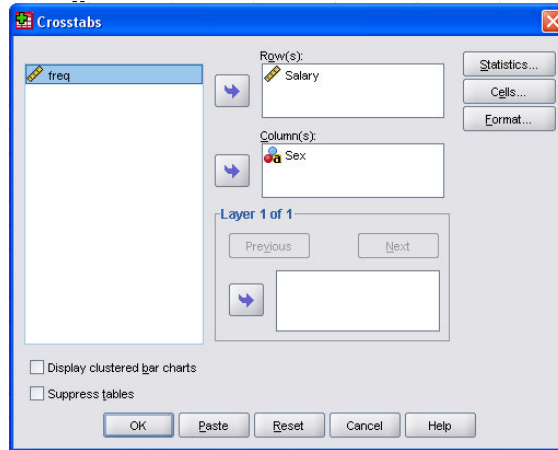 Crosstabs
freq
Row(s):
Salary
Column(s):
a Sex
Layer 1 of 1
Previous
Next
Statistics...
Cells...
Format...
Display clustered bar charts
Suppress tables
OK
Paste
Reset
Cancel
Help